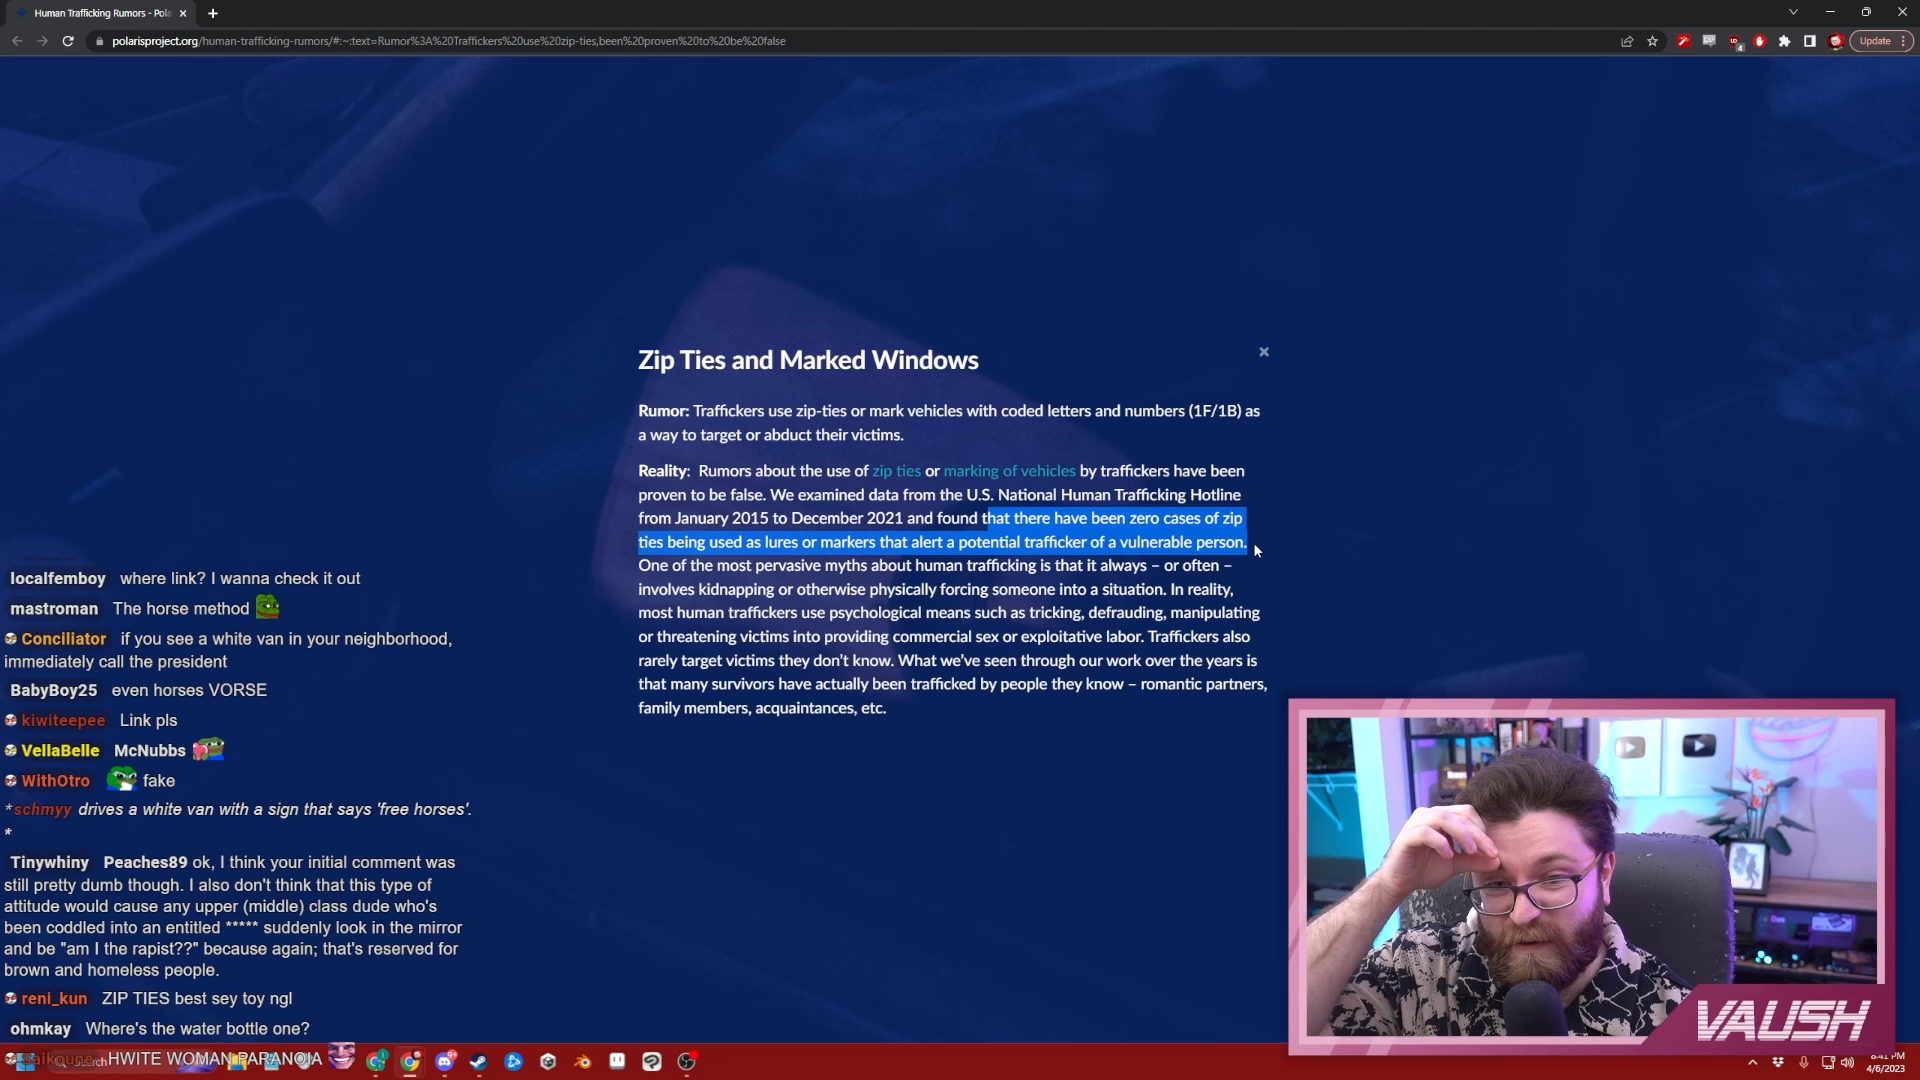 Human Trafficking Rumors - Pola
polarisproject.org/human-trafficking-rumors/#:~:text=Rumor%3A%20Traffickers%20use%20zip-ties,been%20proven%20to%20be%20false
Update
Zip Ties and Marked Windows
Rumor: Traffickers use zip-ties or mark vehicles with coded letters and numbers (1F/1B) as
a way to target or abduct their victims.
Reality: Rumors about the use of zip ties or marking of vehicles by traffickers have been
proven to be false. We examined data from the U.S. National Human Trafficking Hotline
from January 2015 to December 2021 and found that there have been zero cases of zip
ties being used as lures or markers that alert a potential trafficker of a vulnerable person.
One of the most pervasive myths about human trafficking is that it always – or often –
involves kidnapping or otherwise physically forcing someone into a situation. In reality,
most human traffickers use psychological means such as tricking, defrauding, manipulating
or threatening victims into providing commercial sex or exploitative labor. Traffickers also
rarely target victims they don't know. What we've seen through our work over the years is
that many survivors have actually been trafficked by people they know – romantic partners,
family members, acquaintances, etc.
localfemboy where link? I wanna check it out
mastroman The horse method
Conciliator if you see a white van in your neighborhood,
immediately call the president
BabyBoy25 even horses VORSE
kiwiteepee Link pls
VellaBelle McNubbs
WithOtro fake
*schmyy drives a white van with a sign that says 'free horses'.
*
Tinywhiny Peaches89 ok, I think your initial comment was
still pretty dumb though. I also don't think that this type of
attitude would cause any upper (middle) class dude who's
been coddled into an entitled ***** suddenly look in the mirror
and be "am I the rapist??" because again; that's reserved for
brown and homeless people.
reni_kun ZIP TIES best sey toy ngl
ohmkay Where's the water bottle one?
HWITE WOMAN PARANOIA
Search
VAUSH
8:41 PM
4/6/2023